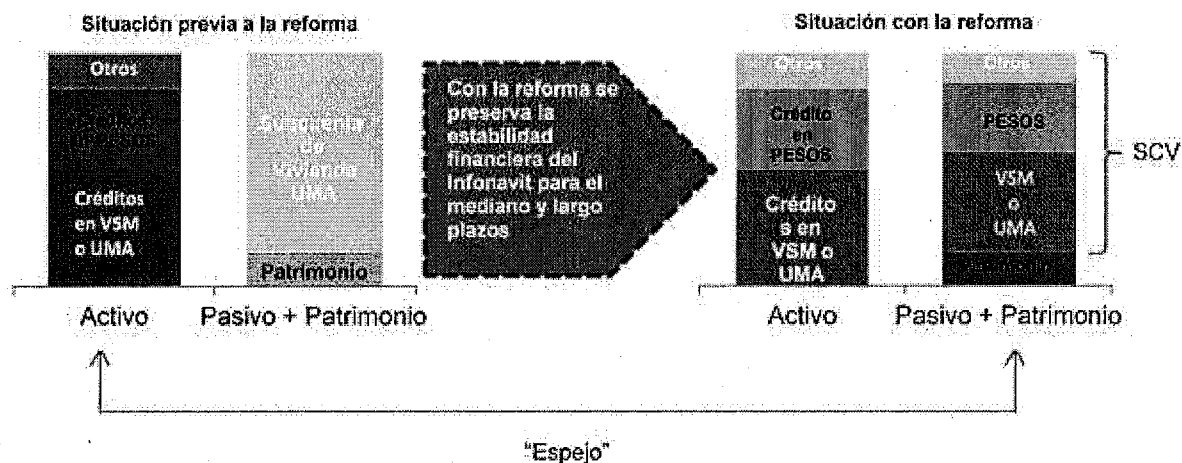 Situación previa a la reforma
Otros
Créditos
en VSM
o UMA
de
Vivienda
UMA
Patrimonio
Activo
Pasivo + Patrimonio
Con la reforma se
preserva la
estabilidad
financiera del
Infonavit para el
mediano y largo
plazos
Situación con la reforma
Otros
Crédito
en
PESOS
Crédito
s en
VSM o
UMA
Otros
PESOS
VSM
o
UMA
SCV
Activo
Pasivo + Patrimonio
"Espejo"